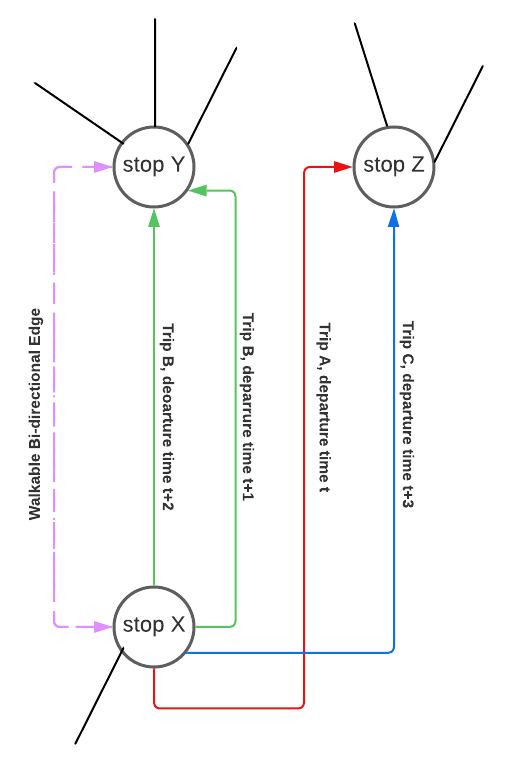 stop Y
stop Z
Walkable Bi-directional Edge
Trip B, deoarture time t+2
Trip B, deparrure time t+1
Trip A, departure time t
Trip C, departure time t+3
stop X